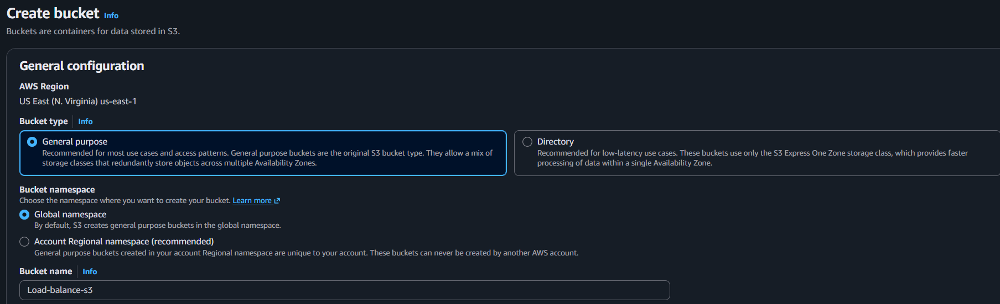 Create bucket Info
Buckets are containers for data stored in S3.
General configuration
AWS Region
US East (N. Virginia) us-east-1
Bucket type Info
General purpose
Recommended for most use cases and access patterns. General purpose buckets are the original S3 bucket type. They allow a mix of
storage classes that redundantly store objects across multiple Availability Zones.
Directory
Recommended for low-latency use cases. These buckets use only the S3 Express One Zone storage class, which provides faster
processing of data within a single Availability Zone.
Bucket namespace
Choose the namespace where you want to create your bucket. Learn more
Global namespace
By default, S3 creates general purpose buckets in the global namespace.
Account Regional namespace (recommended)
General purpose buckets created in your account Regional namespace are unique to your account. These buckets can never be created by another AWS account.
Bucket name Info
Load-balance-s3